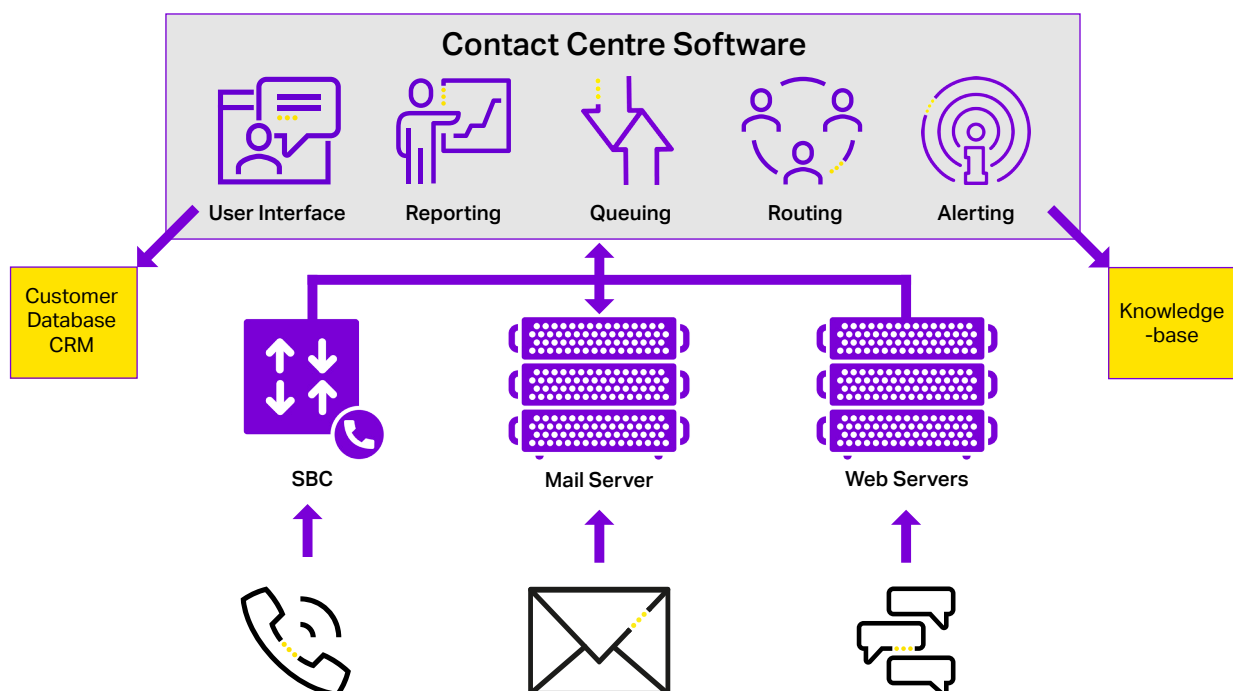 Contact Centre Software
User Interface
Reporting
Queuing
Routing
Alerting
Customer
Database
CRM
Knowledge
-base
SBC
Mail Server
Web Servers